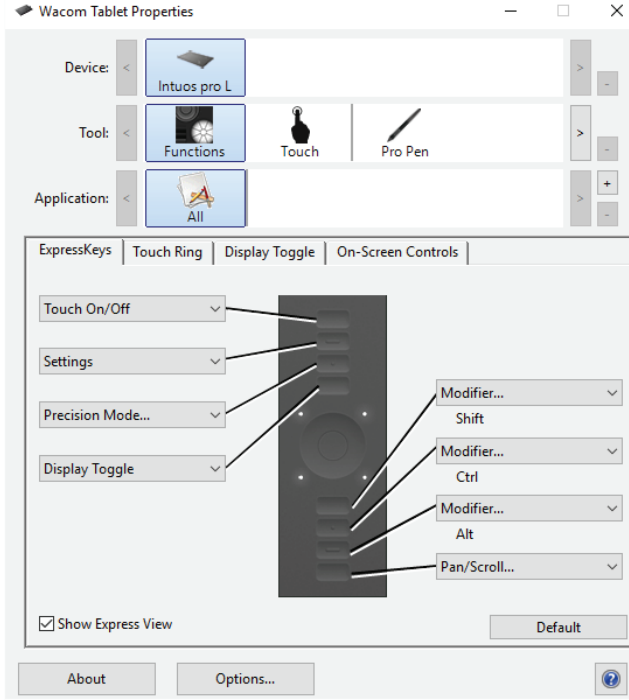 Wacom Tablet Properties
Device:
Intuos pro L
Tool:
Functions
Touch
Pro Pen
Application:
All
ExpressKeys
Touch Ring
Display Toggle
On-Screen Controls
Touch On/Off
Settings
Precision Mode...
Display Toggle
Modifier...
Shift
Modifier...
Ctrl
Modifier...
Alt
Pan/Scroll...
Show Express View
Default
About
Options...